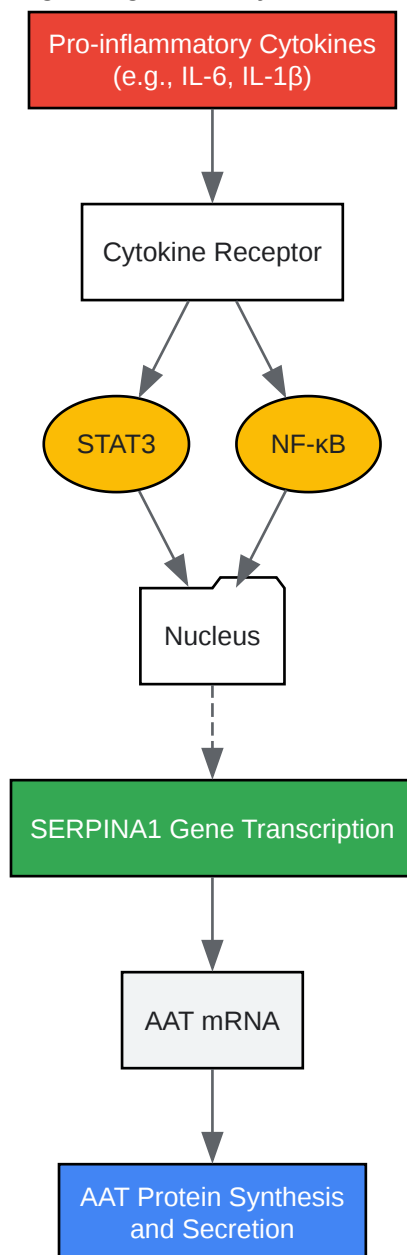 Pro-inflammatory Cytokines
(e.g., IL-6, IL-1β)
Cytokine Receptor
STAT3
NF-κB
Nucleus
SERPINA1 Gene Transcription
AAT mRNA
AAT Protein Synthesis
and Secretion